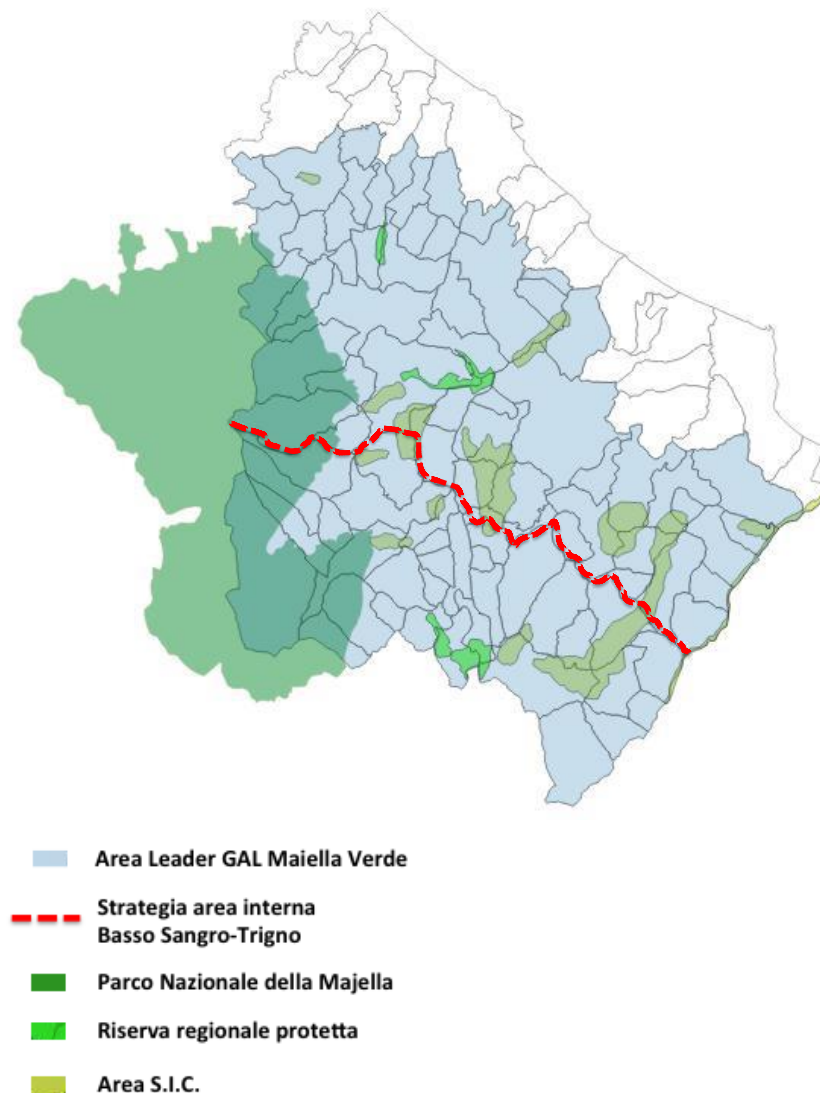 Area Leader GAL Maiella Verde
Strategia area interna
Basso Sangro-Trigno
Parco Nazionale della Majella
Riserva regionale protetta
Area S.I.C.